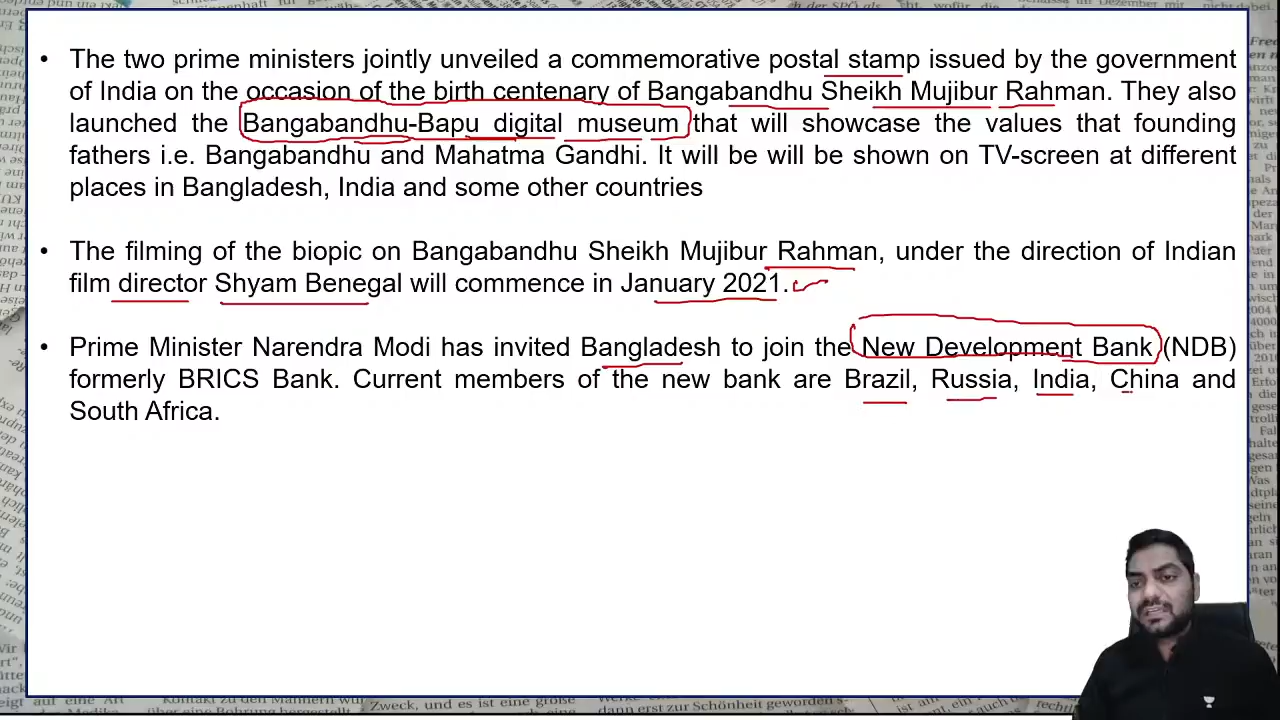 • The two prime ministers jointly unveiled a commemorative postal stamp issued by the government
of India on the occasion of the birth centenary of Bangabandhu Sheikh Mujibur Rahman. They also
launched the Bangabandhu-Bapu digital museum that will showcase the values that founding
fathers i.e. Bangabandhu and Mahatma Gandhi. It will be will be shown on TV-screen at different
places in Bangladesh, India and some other countries
• The filming of the biopic on Bangabandhu Sheikh Mujibur Rahman, under the direction of Indian
film director Shyam Benegal will commence in January 2021.
• Prime Minister Narendra Modi has invited Bangladesh to join the New Development Bank (NDB)
formerly BRICS Bank. Current members of the new bank are Brazil, Russia, India, China and
South Africa.